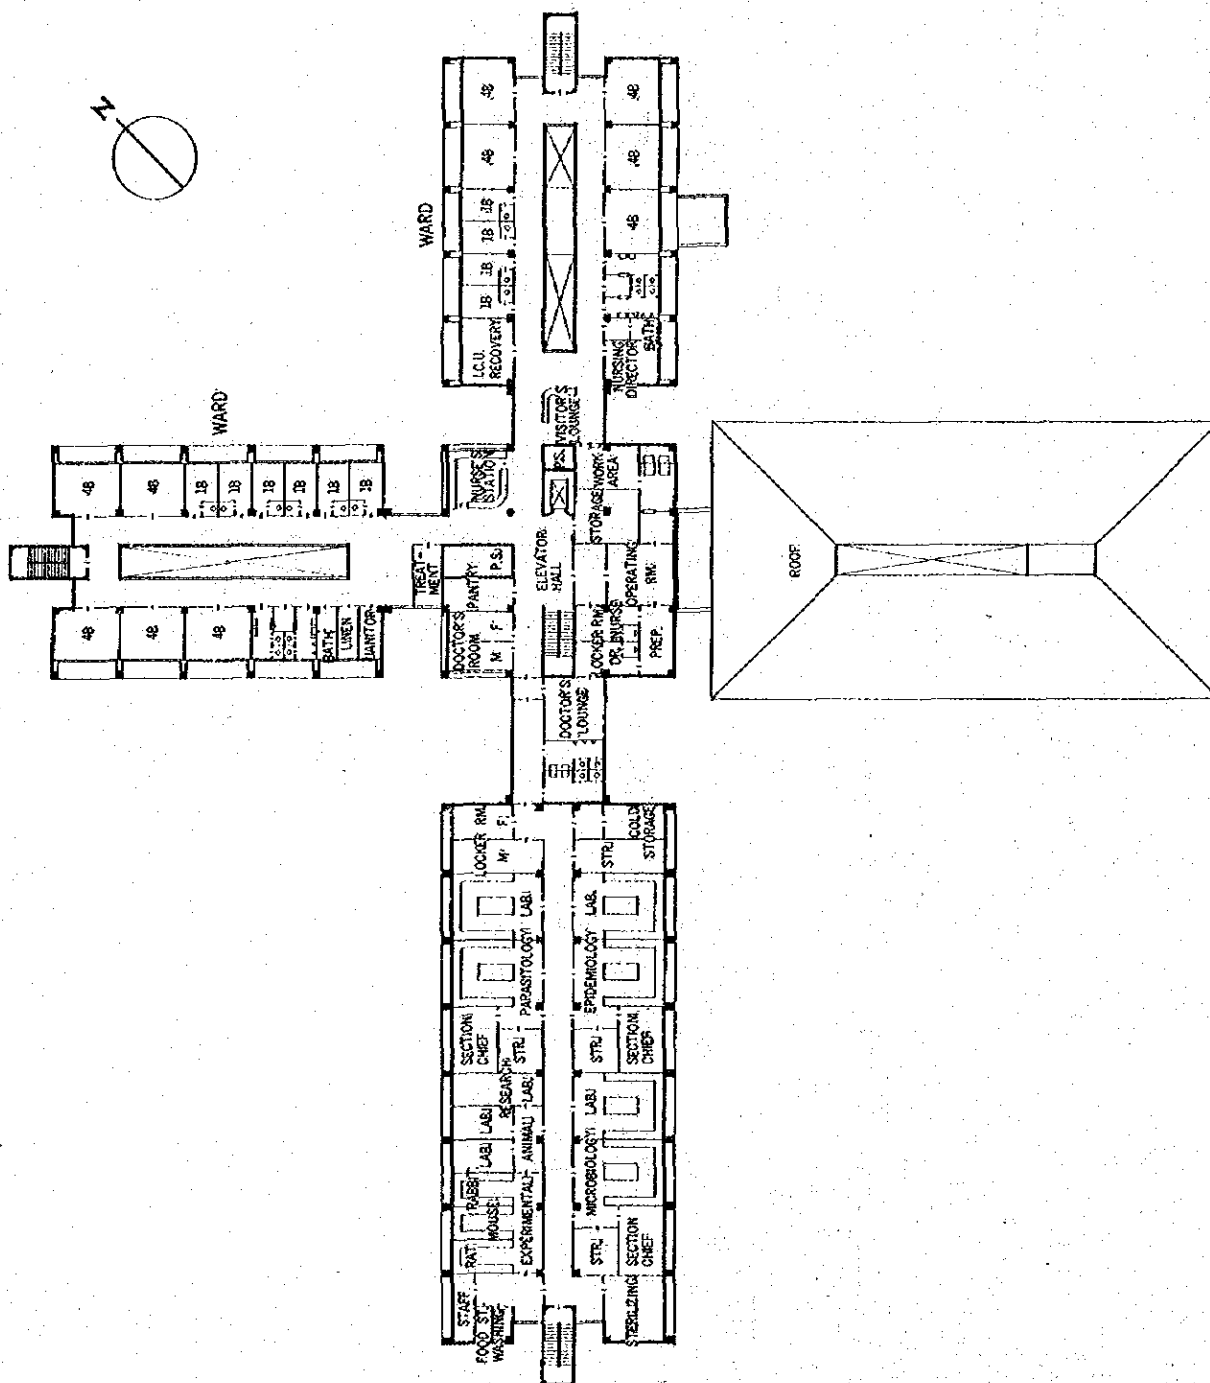 N
WARD
4B
4B
1B
1B
1B
1B
I.C.U.
RECOVERY
4B
4B
4B
NURSING
DIRECTOR
BATH
VISITOR'S
LOUNGE
WARD
4B
4B
1B
1B
1B
1B
1B
1B
4B
4B
4B
BATH
LINEN
JANITOR
TREAT-
MENT
NURSE'S
STATION
P.S.
PANTRY
P.S.
DOCTOR'S
ROOM
M
F
ELEVATOR
HALL
STORAGE
WORK
AREA
OPERATING
RM.
LOCKER RM.
DR.
NURSE
PREP.
ROOF
DOCTOR'S
LOUNGE
LOCKER RM.
M
F
COLD
STORAGE
STR.
PARASITOLOGY LAB.
EPIDEMIOLOGY LAB.
SECTION
CHIEF
STR.
STR.
SECTION
CHIEF
EXPERIMENTAL ANIMAL LAB.
RESEARCH
LAB.
LAB.
RABBIT
MOUSE
RAT
MICROBIOLOGY LAB.
STR.
SECTION
CHIEF
STAFF
FOOD ST.
WASHING
STERILIZING